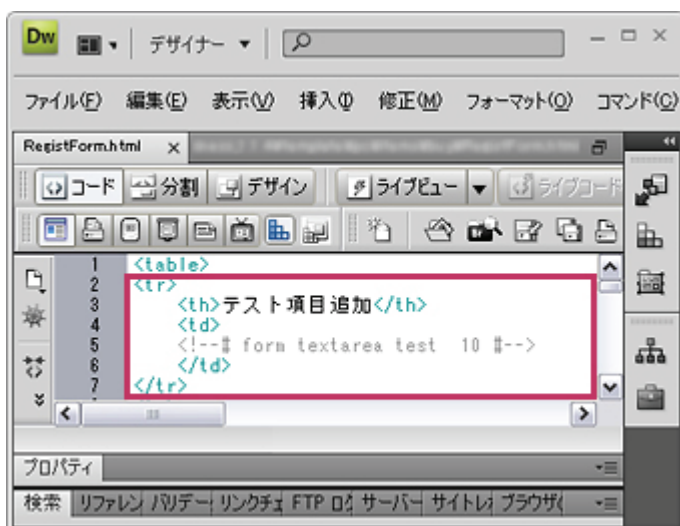 Dw デザイナー
ファイル(F) 編集(E) 表示(V) 挿入(I) 修正(M) フォーマット(O) コマンド(C)
RegistForm.html ×
コード 分割 デザイン ライブビュー ライブコード
1 <table>
2 <tr>
3 <th>テスト項目追加</th>
4 <td>
5 <!--# form textarea test 10 #-->
6 </td>
7 </tr>
プロパティ
検索 リファレン バリデー リンクチェ FTP ログ サーバー サイトレポ ブラウザ